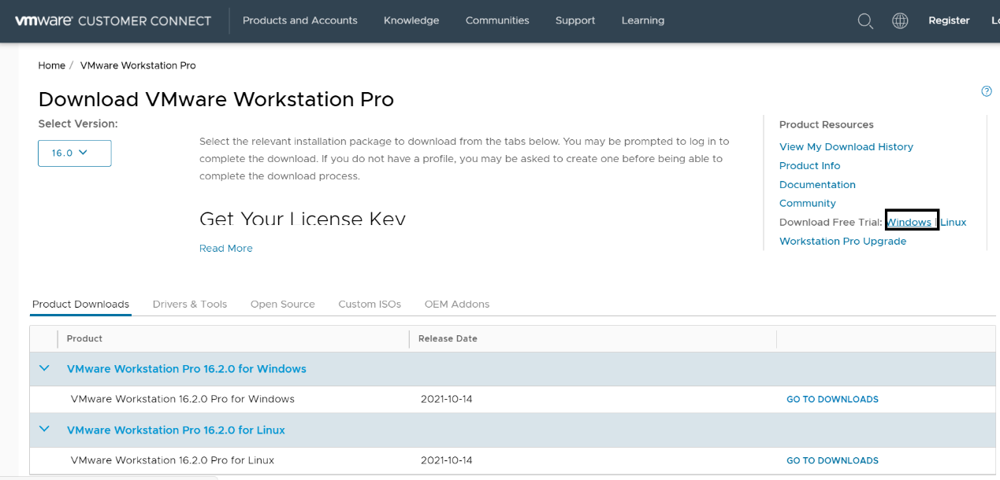 vmware® CUSTOMER CONNECT Products and Accounts Knowledge Communities Support Learning Register
Home / VMware Workstation Pro
Download VMware Workstation Pro
Select Version:
16.0
Select the relevant installation package to download from the tabs below. You may be prompted to log in to
complete the download. If you do not have a profile, you may be asked to create one before being able to
complete the download process.
Get Your License Key
Read More
Product Resources
View My Download History
Product Info
Documentation
Community
Download Free Trial: Windows | Linux
Workstation Pro Upgrade
Product Downloads Drivers & Tools Open Source Custom ISOs OEM Addons
Product Release Date
VMware Workstation Pro 16.2.0 for Windows
VMware Workstation 16.2.0 Pro for Windows 2021-10-14 GO TO DOWNLOADS
VMware Workstation Pro 16.2.0 for Linux
VMware Workstation 16.2.0 Pro for Linux 2021-10-14 GO TO DOWNLOADS